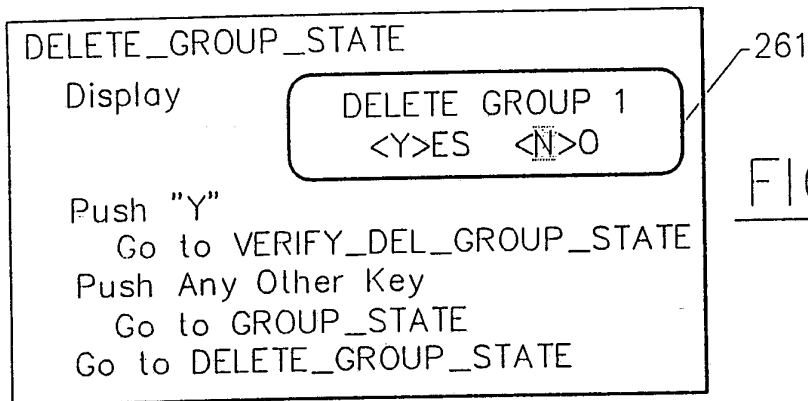 DELETE_GROUP_STATE
Display
DELETE GROUP 1
<Y>ES <N>O
261
Push "Y"
Go to VERIFY_DEL_GROUP_STATE
Push Any Other Key
Go to GROUP_STATE
Go to DELETE_GROUP_STATE